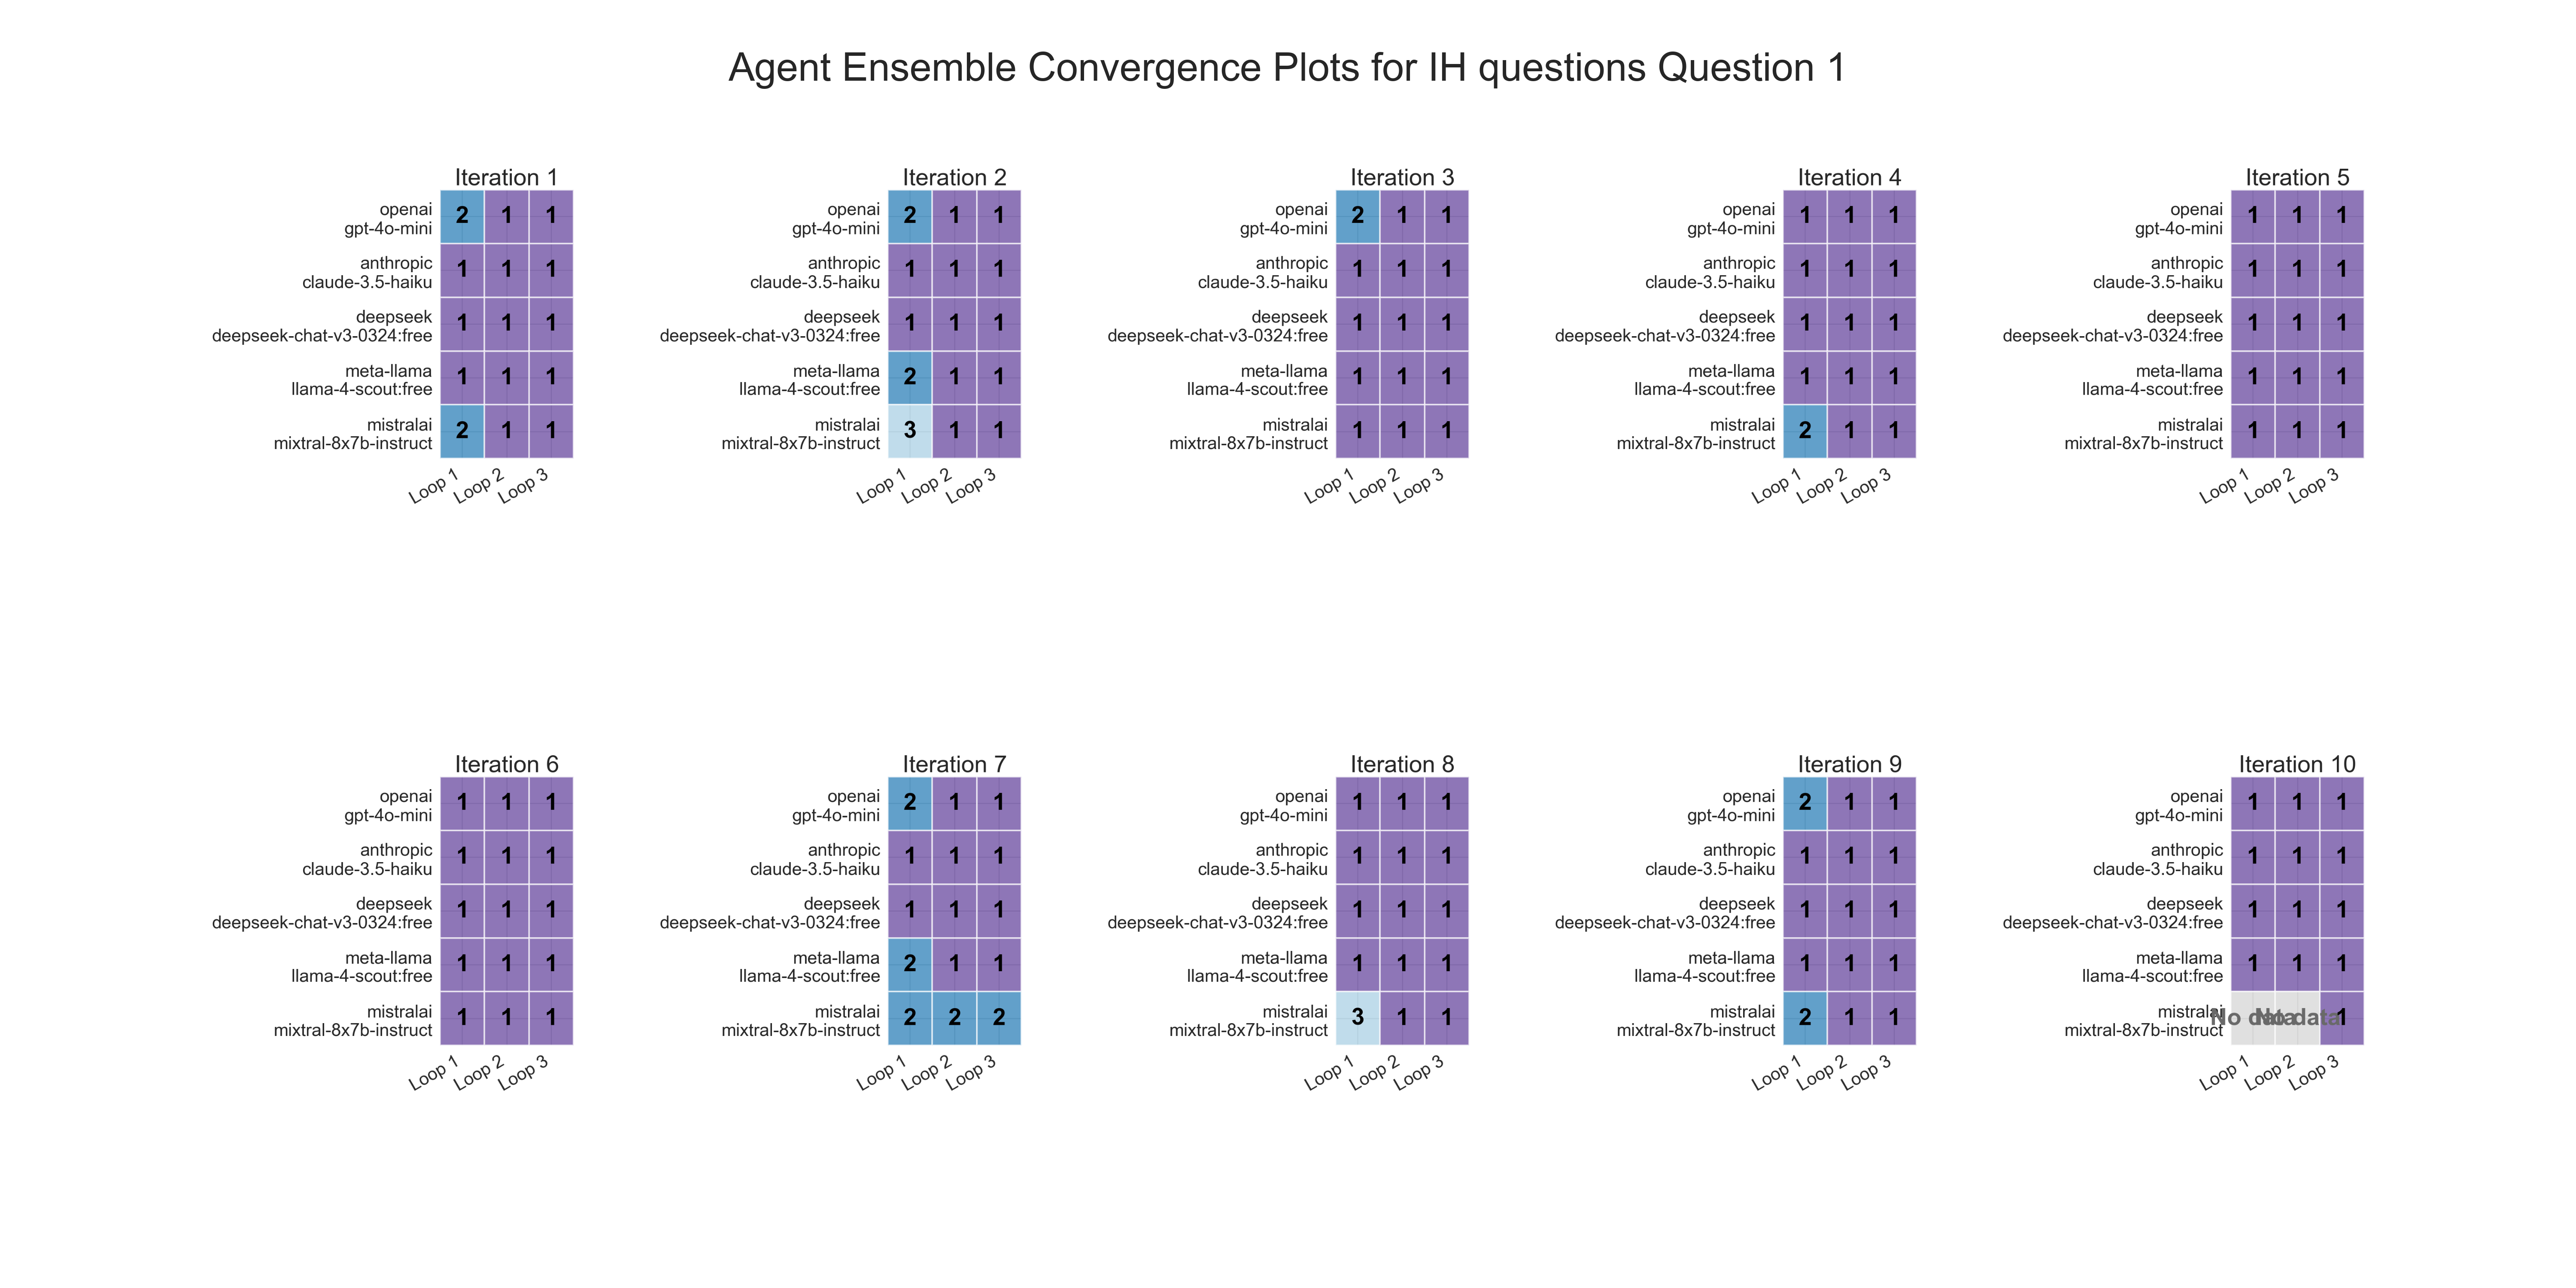 Agent Ensemble Convergence Plots for IH questions Question 1
Iteration 1
openai
gpt-4o-mini
2 1 1
anthropic
claude-3.5-haiku
1 1 1
deepseek
deepseek-chat-v3-0324:free
1 1 1
meta-llama
llama-4-scout:free
1 1 1
mistralai
mixtral-8x7b-instruct
2 1 1
Loop 1 Loop 2 Loop 3
Iteration 2
openai
gpt-4o-mini
2 1 1
anthropic
claude-3.5-haiku
1 1 1
deepseek
deepseek-chat-v3-0324:free
1 1 1
meta-llama
llama-4-scout:free
2 1 1
mistralai
mixtral-8x7b-instruct
3 1 1
Loop 1 Loop 2 Loop 3
Iteration 3
openai
gpt-4o-mini
2 1 1
anthropic
claude-3.5-haiku
1 1 1
deepseek
deepseek-chat-v3-0324:free
1 1 1
meta-llama
llama-4-scout:free
1 1 1
mistralai
mixtral-8x7b-instruct
1 1 1
Loop 1 Loop 2 Loop 3
Iteration 4
openai
gpt-4o-mini
1 1 1
anthropic
claude-3.5-haiku
1 1 1
deepseek
deepseek-chat-v3-0324:free
1 1 1
meta-llama
llama-4-scout:free
1 1 1
mistralai
mixtral-8x7b-instruct
2 1 1
Loop 1 Loop 2 Loop 3
Iteration 5
openai
gpt-4o-mini
1 1 1
anthropic
claude-3.5-haiku
1 1 1
deepseek
deepseek-chat-v3-0324:free
1 1 1
meta-llama
llama-4-scout:free
1 1 1
mistralai
mixtral-8x7b-instruct
1 1 1
Loop 1 Loop 2 Loop 3
Iteration 6
openai
gpt-4o-mini
1 1 1
anthropic
claude-3.5-haiku
1 1 1
deepseek
deepseek-chat-v3-0324:free
1 1 1
meta-llama
llama-4-scout:free
1 1 1
mistralai
mixtral-8x7b-instruct
1 1 1
Loop 1 Loop 2 Loop 3
Iteration 7
openai
gpt-4o-mini
2 1 1
anthropic
claude-3.5-haiku
1 1 1
deepseek
deepseek-chat-v3-0324:free
1 1 1
meta-llama
llama-4-scout:free
2 1 1
mistralai
mixtral-8x7b-instruct
2 2 2
Loop 1 Loop 2 Loop 3
Iteration 8
openai
gpt-4o-mini
1 1 1
anthropic
claude-3.5-haiku
1 1 1
deepseek
deepseek-chat-v3-0324:free
1 1 1
meta-llama
llama-4-scout:free
1 1 1
mistralai
mixtral-8x7b-instruct
3 1 1
Loop 1 Loop 2 Loop 3
Iteration 9
openai
gpt-4o-mini
2 1 1
anthropic
claude-3.5-haiku
1 1 1
deepseek
deepseek-chat-v3-0324:free
1 1 1
meta-llama
llama-4-scout:free
1 1 1
mistralai
mixtral-8x7b-instruct
2 1 1
Loop 1 Loop 2 Loop 3
Iteration 10
openai
gpt-4o-mini
1 1 1
anthropic
claude-3.5-haiku
1 1 1
deepseek
deepseek-chat-v3-0324:free
1 1 1
meta-llama
llama-4-scout:free
1 1 1
mistralai
mixtral-8x7b-instruct
No data No data 1
Loop 1 Loop 2 Loop 3